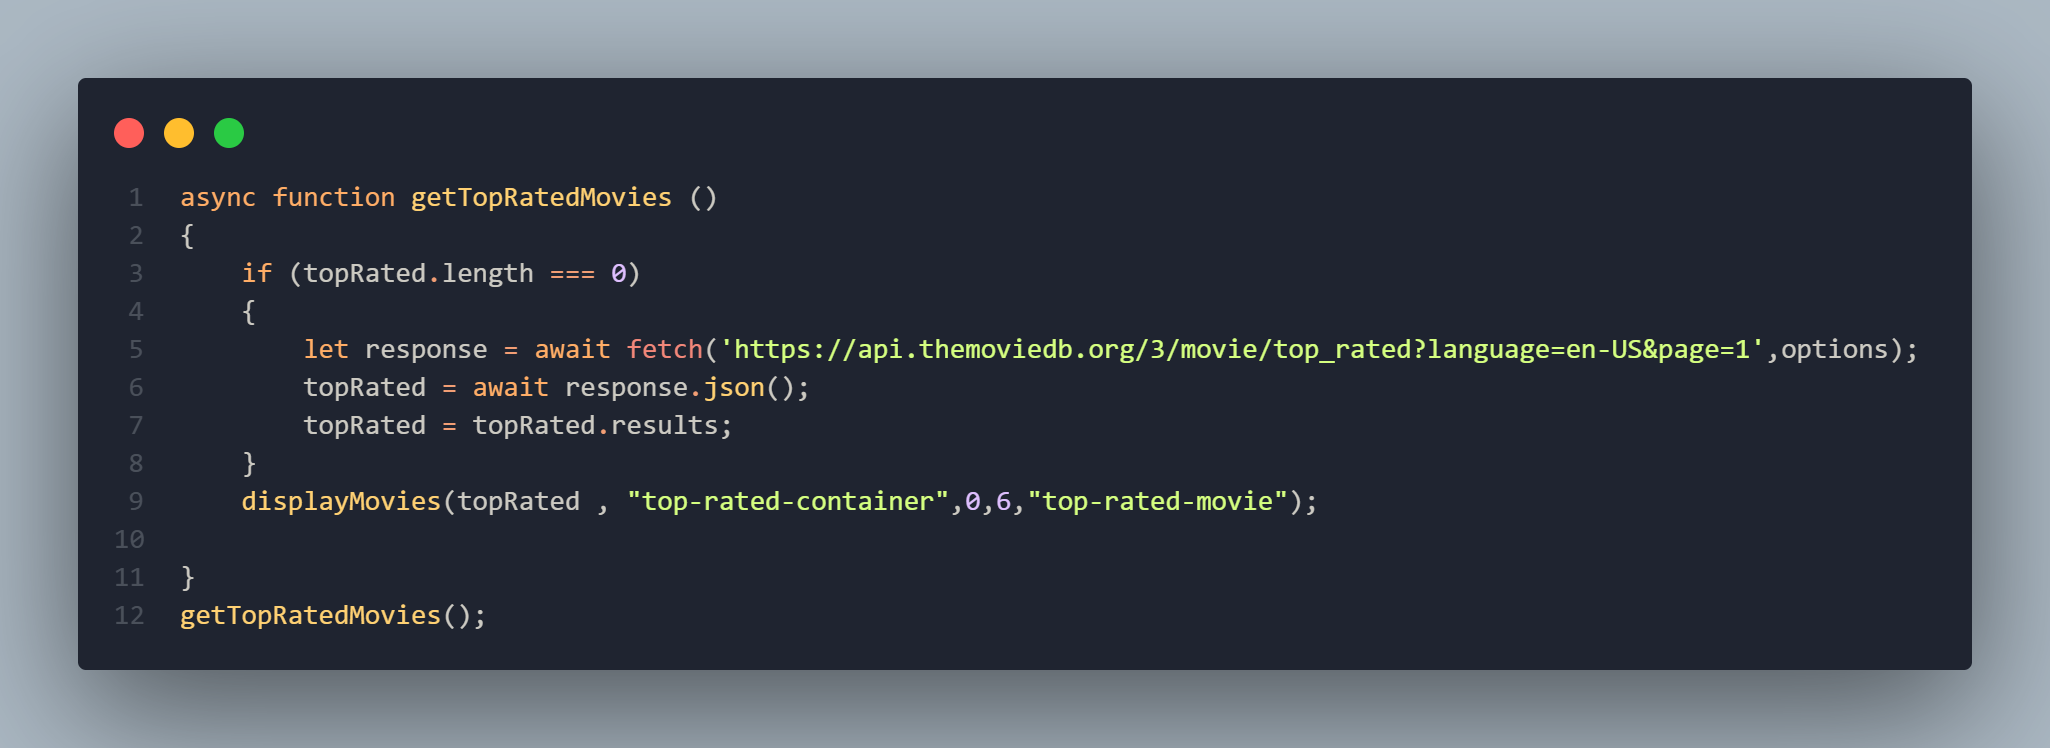 1 async function getTopRatedMovies ()
2 {
3     if (topRated.length === 0)
4     {
5         let response = await fetch('https://api.themoviedb.org/3/movie/top_rated?language=en-US&page=1',options);
6         topRated = await response.json();
7         topRated = topRated.results;
8     }
9     displayMovies(topRated , "top-rated-container",0,6,"top-rated-movie");
10
11 }
12 getTopRatedMovies();